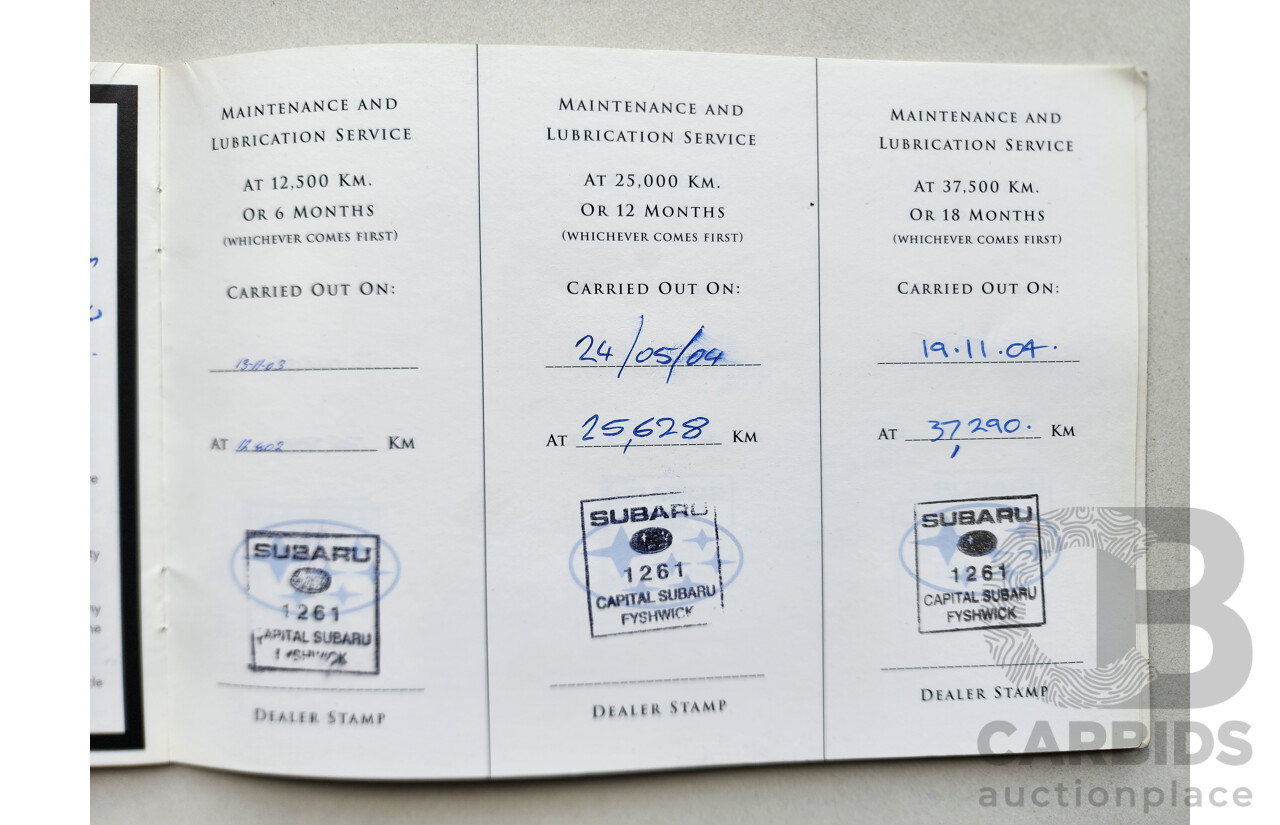 MAINTENANCE AND
LUBRICATION SERVICE
AT 12,500 KM.
OR 6 MONTHS
(WHICHEVER COMES FIRST)
CARRIED OUT ON:
13-11-03
AT 12,802 KM
SUBARU
1261
CAPITAL SUBARU
FYSHWICK
DEALER STAMP
MAINTENANCE AND
LUBRICATION SERVICE
AT 25,000 KM.
OR 12 MONTHS
(WHICHEVER COMES FIRST)
CARRIED OUT ON:
24/05/04
AT 25,628 KM
SUBARU
1261
CAPITAL SUBARU
FYSHWICK
DEALER STAMP
MAINTENANCE AND
LUBRICATION SERVICE
AT 37,500 KM.
OR 18 MONTHS
(WHICHEVER COMES FIRST)
CARRIED OUT ON:
19.11.04.
AT 37,290. KM
SUBARU
1261
CAPITAL SUBARU
FYSHWICK
DEALER STAMP
CARBIDS
auctionplace